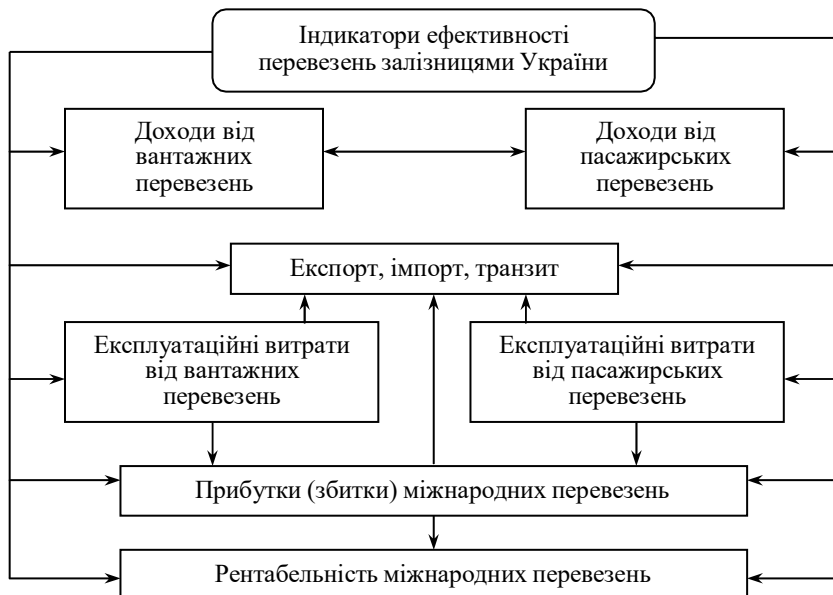 Індикатори ефективності
перевезень залізницями України
Доходи від
вантажних
перевезень
Доходи від
пасажирських
перевезень
Експорт, імпорт, транзит
Експлуатаційні витрати
від вантажних
перевезень
Експлуатаційні витрати
від пасажирських
перевезень
Прибутки (збитки) міжнародних перевезень
Рентабельність міжнародних перевезень